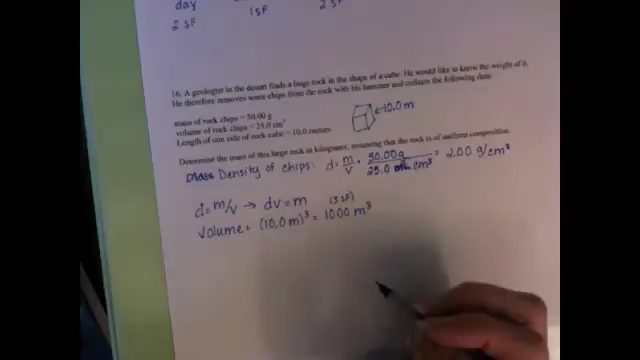 day
2 SF
1SF
2 SF
16. A geologist in the desert finds a large rock in the shape of a cube. He would like to know the weight of it.
He therefore removes some chips from the rock with his hammer and collects the following data:
mass of rock chips = 50.00 g
volume of rock chips = 25.0 cm³
Length of one side of rock cube = 10.0 meters
10.0 m
Determine the mass of this large rock in kilograms, assuming that the rock is of uniform composition.
Density of chips: d = m/v = 50.00g / 25.0 cm³ = 2.00 g/cm³
d = m/v → dv = m
(3 SF)
Volume = (10.0 m)³ = 1000 m³